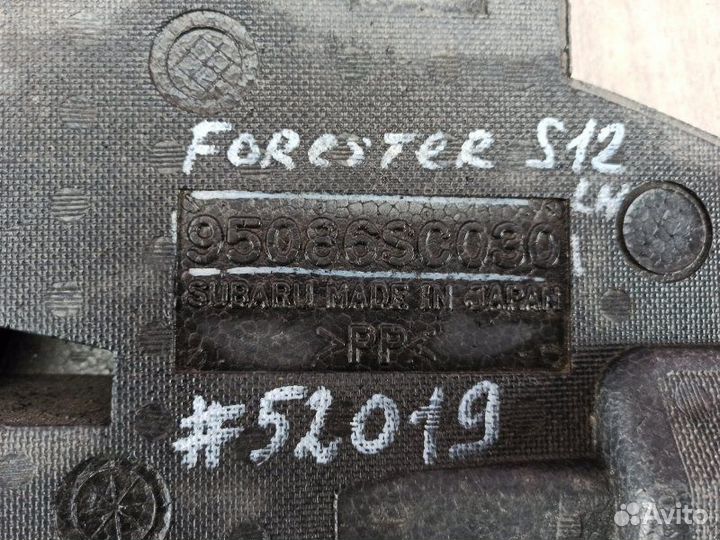 FORESTER S12
LH
95086SC030
SUBARU MADE IN JAPAN
>PP<
#52019
Avito